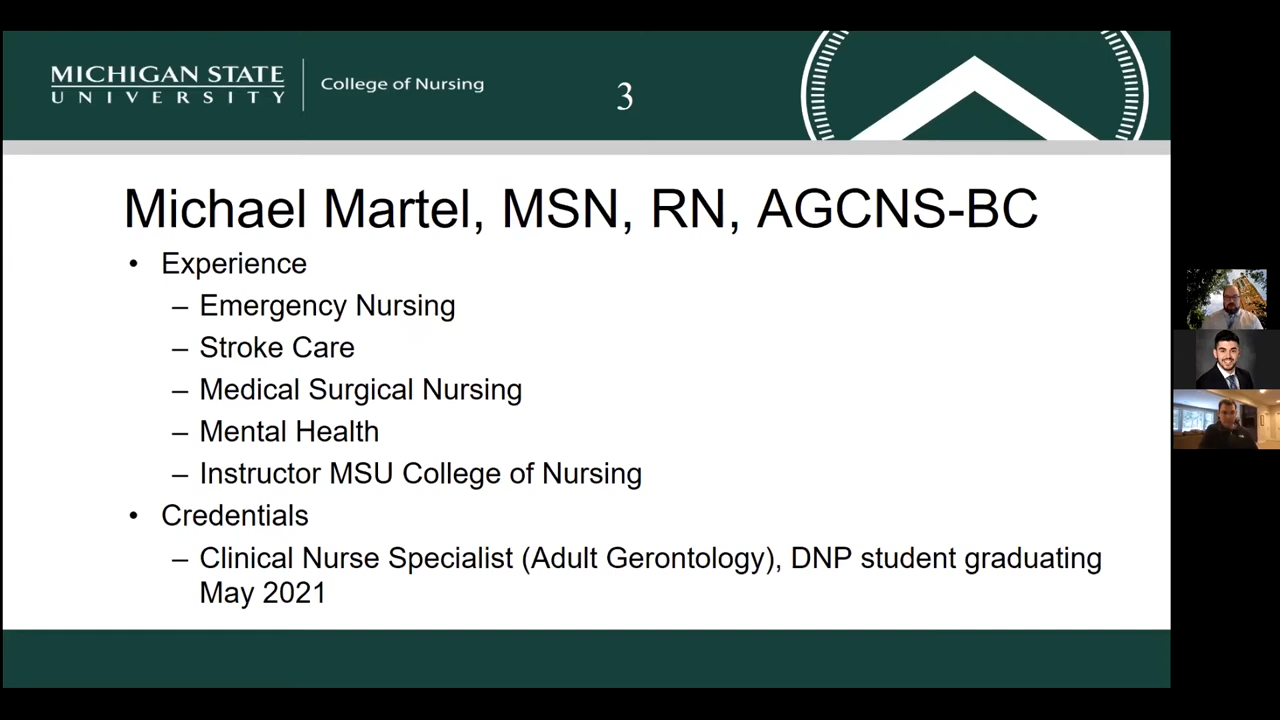 MICHIGAN STATE
UNIVERSITY
College of Nursing
3
Michael Martel, MSN, RN, AGCNS-BC
• Experience
– Emergency Nursing
– Stroke Care
– Medical Surgical Nursing
– Mental Health
– Instructor MSU College of Nursing
• Credentials
– Clinical Nurse Specialist (Adult Gerontology), DNP student graduating
May 2021